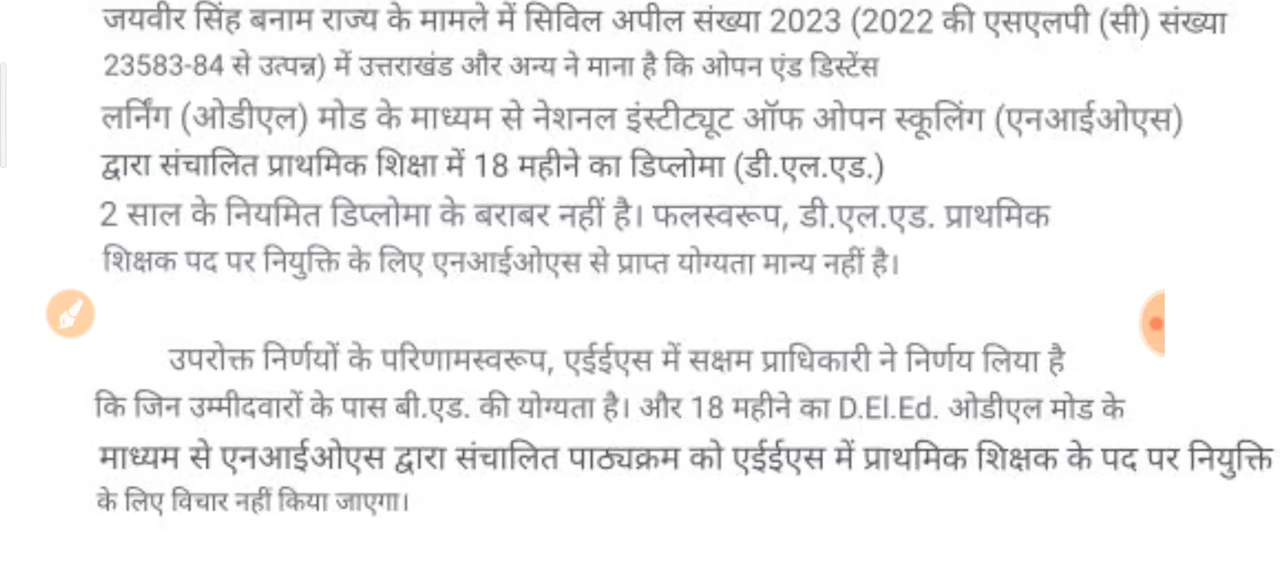 जयवीर सिंह बनाम राज्य के मामले में सिविल अपील संख्या 2023 (2022 की एसएलपी (सी) संख्या
23583-84 से उत्पन्न) में उत्तराखंड और अन्य ने माना है कि ओपन एंड डिस्टेंस
लर्निंग (ओडीएल) मोड के माध्यम से नेशनल इंस्टीट्यूट ऑफ ओपन स्कूलिंग (एनआईओएस)
द्वारा संचालित प्राथमिक शिक्षा में 18 महीने का डिप्लोमा (डी.एल.एड.)
2 साल के नियमित डिप्लोमा के बराबर नहीं है। फलस्वरूप, डी.एल.एड. प्राथमिक
शिक्षक पद पर नियुक्ति के लिए एनआईओएस से प्राप्त योग्यता मान्य नहीं है।
उपरोक्त निर्णयों के परिणामस्वरूप, एईईएस में सक्षम प्राधिकारी ने निर्णय लिया है
कि जिन उम्मीदवारों के पास बी.एड. की योग्यता है। और 18 महीने का D.El.Ed. ओडीएल मोड के
माध्यम से एनआईओएस द्वारा संचालित पाठ्यक्रम को एईईएस में प्राथमिक शिक्षक के पद पर नियुक्ति
के लिए विचार नहीं किया जाएगा।